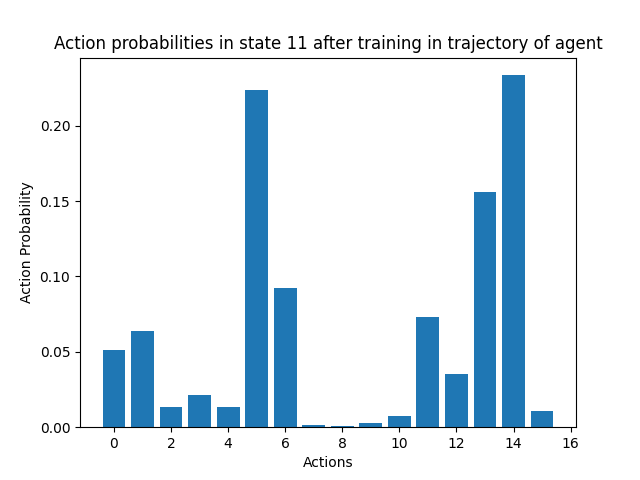 Action probabilities in state 11 after training in trajectory of agent
Action Probability
0.20
0.15
0.10
0.05
0.00
0 2 4 6 8 10 12 14 16
Actions